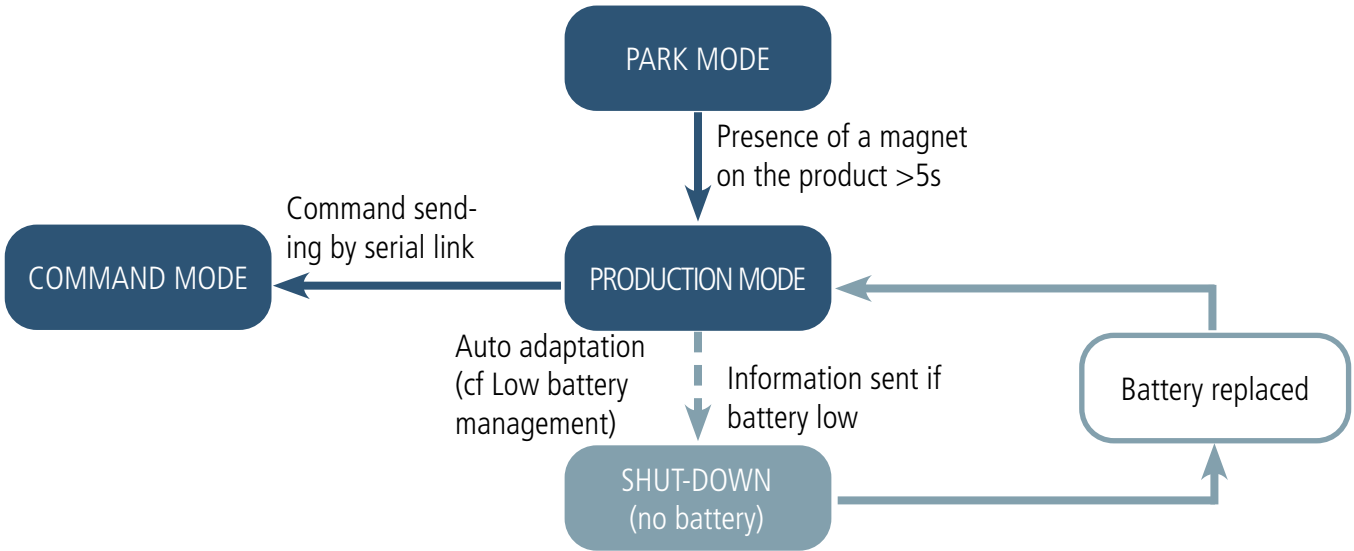 PARK MODE
Presence of a magnet
on the product >5s
Command send-
ing by serial link
COMMAND MODE
PRODUCTION MODE
Auto adaptation
(cf Low battery
management)
Information sent if
battery low
Battery replaced
SHUT-DOWN
(no battery)